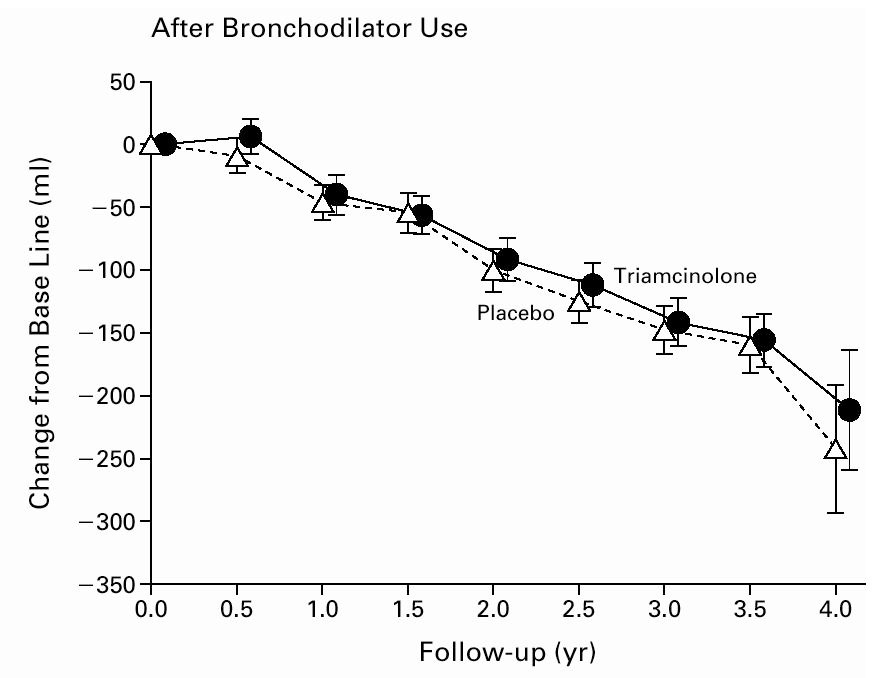 After Bronchodilator Use
Change from Base Line (ml)
50
0
−50
−100
−150
−200
−250
−300
−350
Triamcinolone
Placebo
0.0 0.5 1.0 1.5 2.0 2.5 3.0 3.5 4.0
Follow-up (yr)